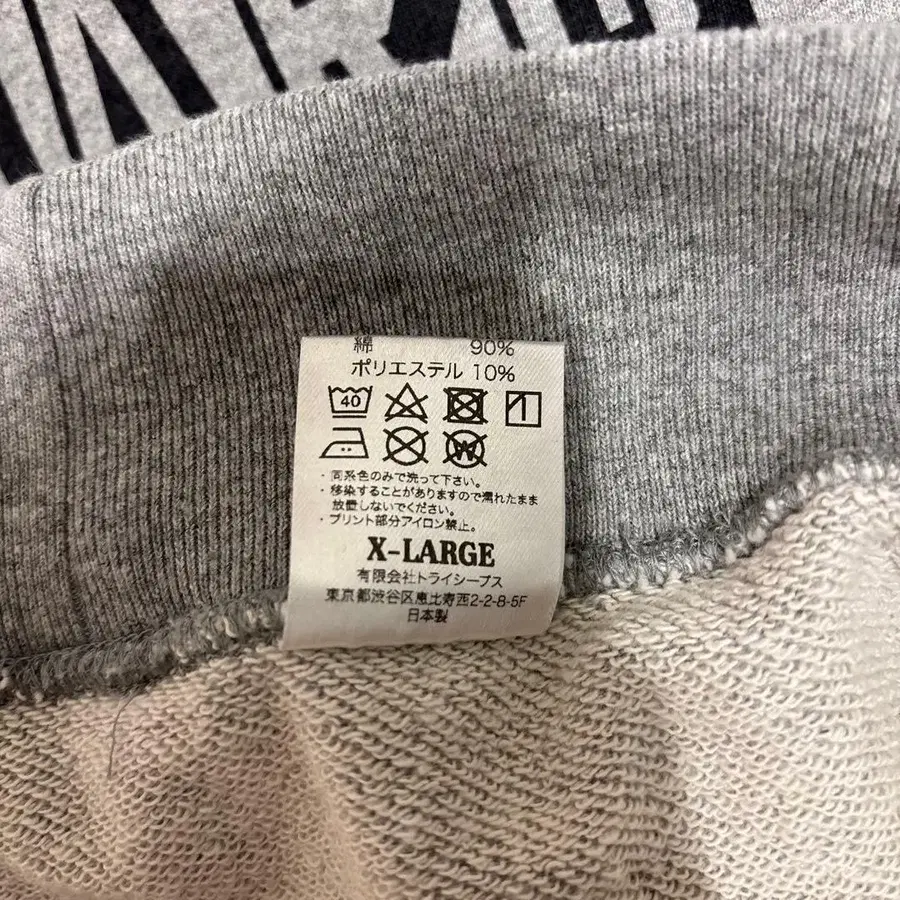 綿 90%
ポリエステル 10%
40
W
・同系色のみで洗って下さい。
・移染することがありますので濡れたまま
放置しないでください。
・プリント部分アイロン禁止。
X-LARGE
有限会社トライシープス
東京都渋谷区恵比寿西2-2-8-5F
日本製